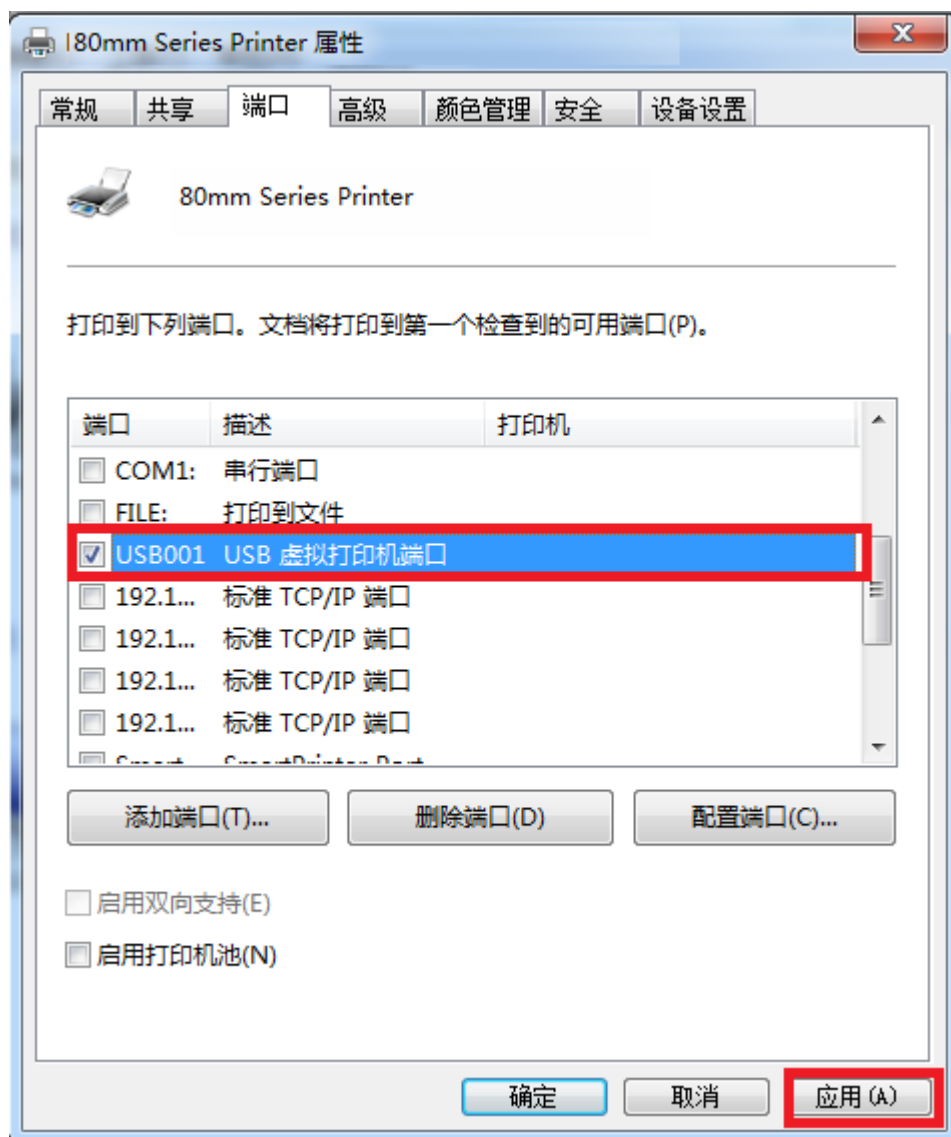 80mm Series Printer 属性
常规 共享 端口 高级 颜色管理 安全 设备设置
80mm Series Printer
打印到下列端口。文档将打印到第一个检查到的可用端口(P)。
端口 描述 打印机
COM1: 串行端口
FILE: 打印到文件
USB001 USB 虚拟打印机端口
192.1... 标准 TCP/IP 端口
192.1... 标准 TCP/IP 端口
192.1... 标准 TCP/IP 端口
192.1... 标准 TCP/IP 端口
Smart SmartPrinter Port
添加端口(T)... 删除端口(D) 配置端口(C)...
启用双向支持(E)
启用打印机池(N)
确定 取消 应用(A)